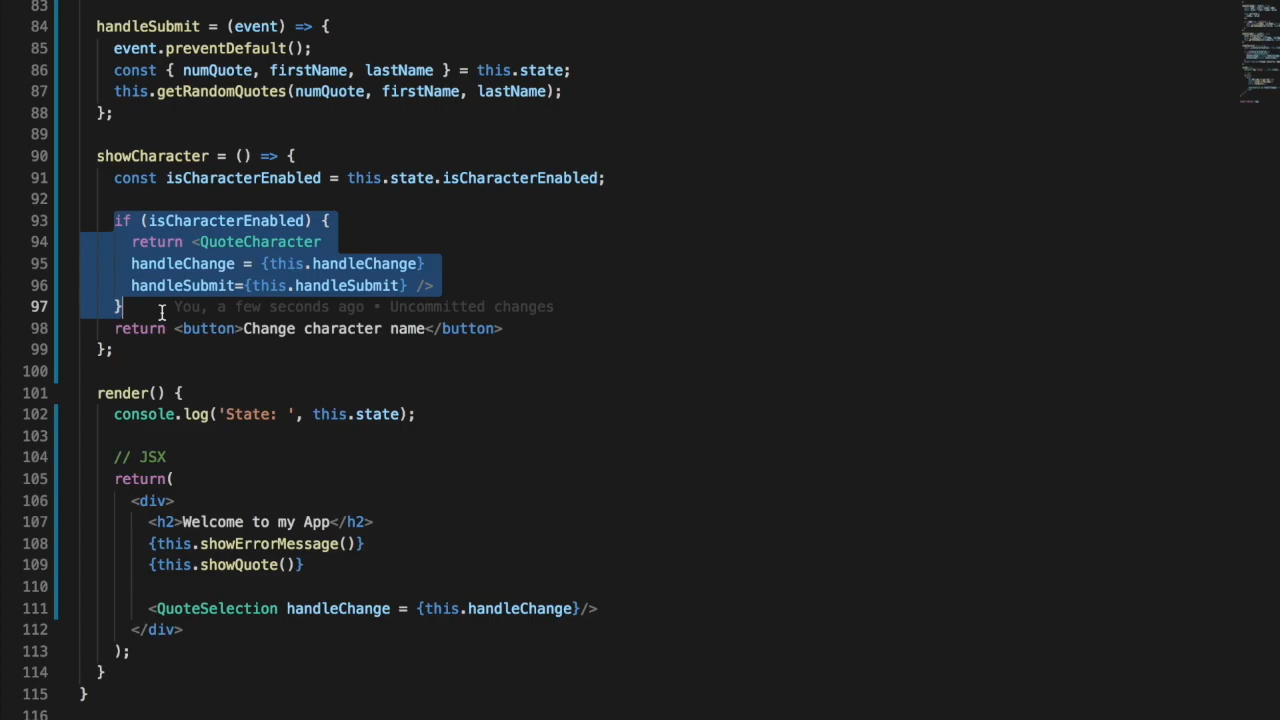 83
84 handleSubmit = (event) => {
85 event.preventDefault();
86 const { numQuote, firstName, lastName } = this.state;
87 this.getRandomQuotes(numQuote, firstName, lastName);
88 };
89
90 showCharacter = () => {
91 const isCharacterEnabled = this.state.isCharacterEnabled;
92
93 if (isCharacterEnabled) {
94 return <QuoteCharacter
95 handleChange = {this.handleChange}
96 handleSubmit={this.handleSubmit} />
97 } You, a few seconds ago • Uncommitted changes
98 return <button>Change character name</button>
99 };
100
101 render() {
102 console.log('State: ', this.state);
103
104 // JSX
105 return(
106 <div>
107 <h2>Welcome to my App</h2>
108 {this.showErrorMessage()}
109 {this.showQuote()}
110
111 <QuoteSelection handleChange = {this.handleChange}/>
112 </div>
113 );
114 }
115 }
116